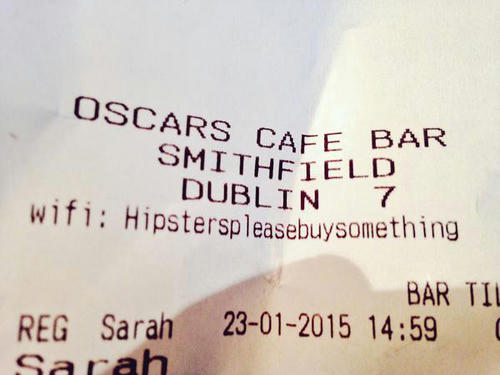 OSCARS CAFE BAR
SMITHFIELD
DUBLIN 7
wifi: Hipsterspleasebuysomething
BAR
REG Sarah 23-01-2015 14:59
Sarah